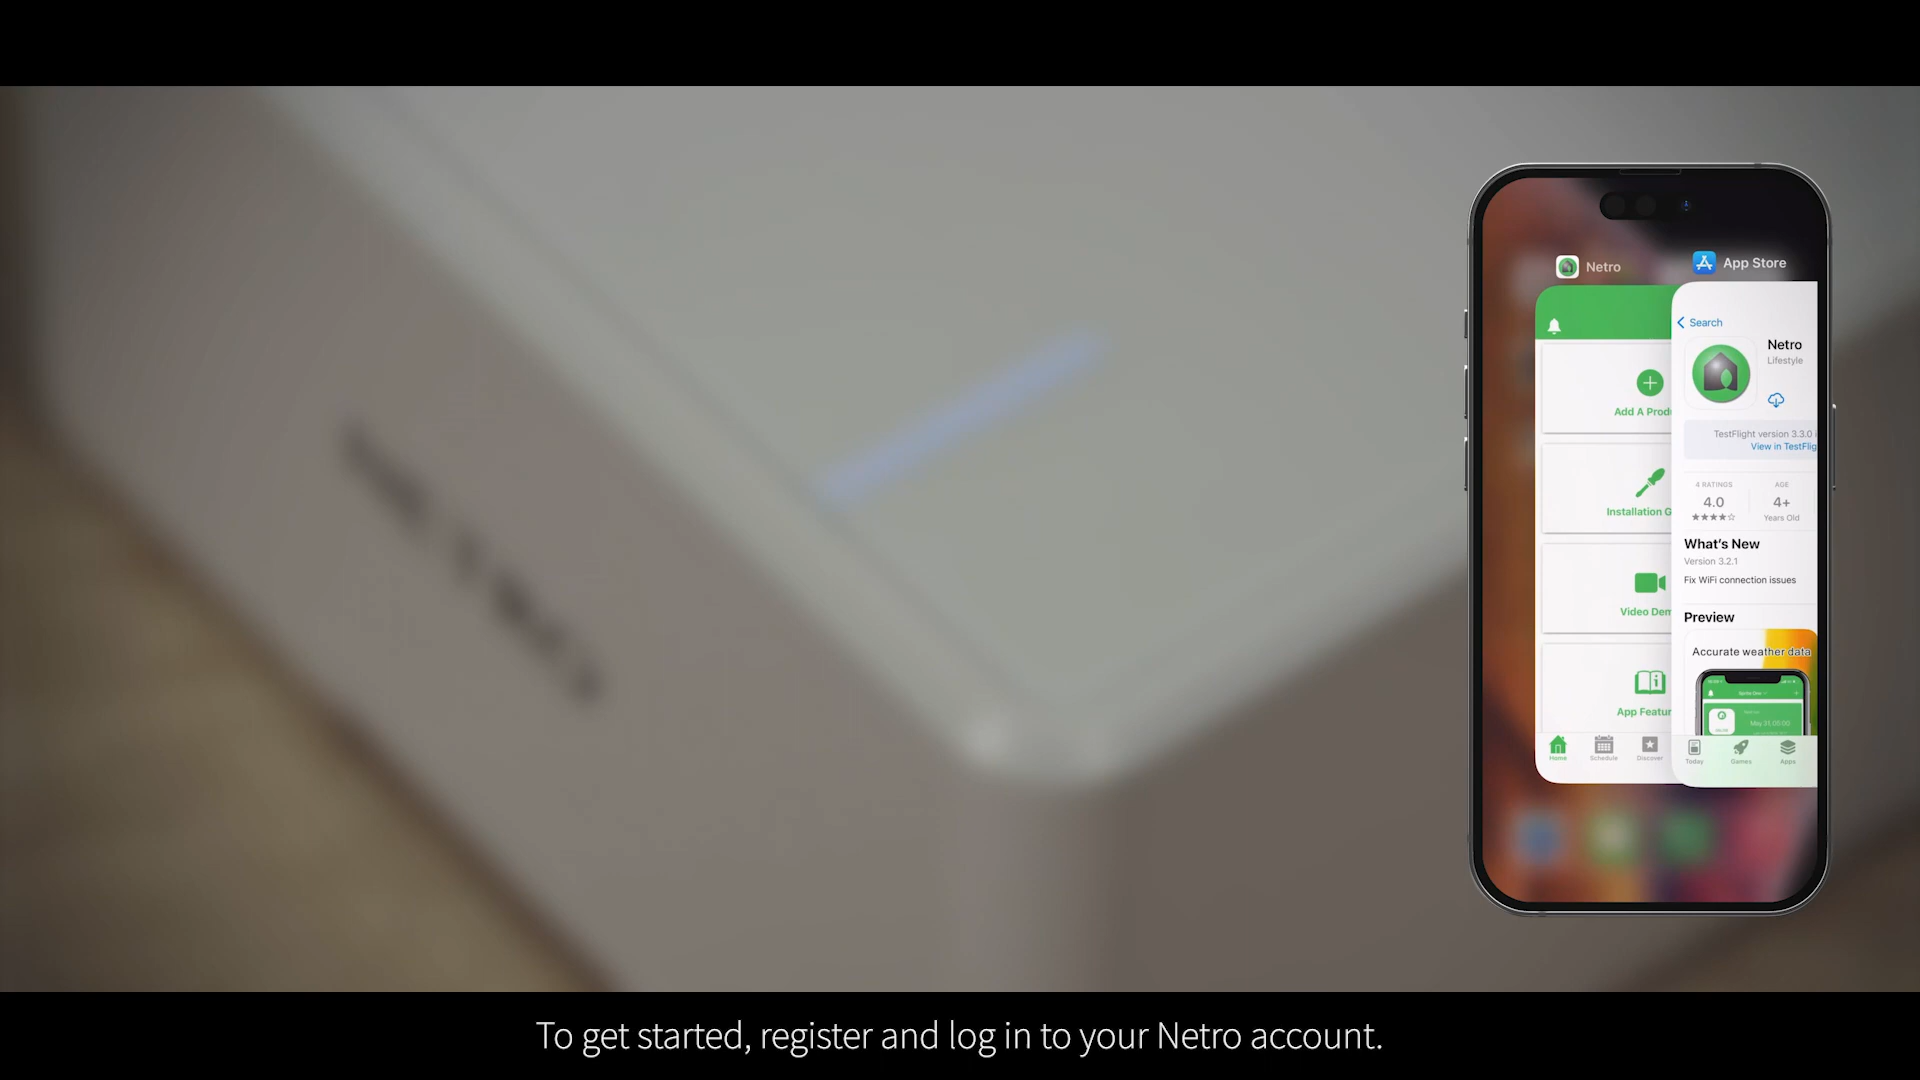 Netro
App Store
Search
Netro
Lifestyle
TestFlight version 3.3.0
View in TestFlig
4 RATINGS
4.0
★★★★☆
AGE
4+
Years Old
What's New
Version 3.2.1
Fix WiFi connection issues
Preview
Accurate weather data
Today
Games
Apps
Add A Produ
Installation G
Video Dem
App Featur
Home
Schedule
Discover
To get started, register and log in to your Netro account.